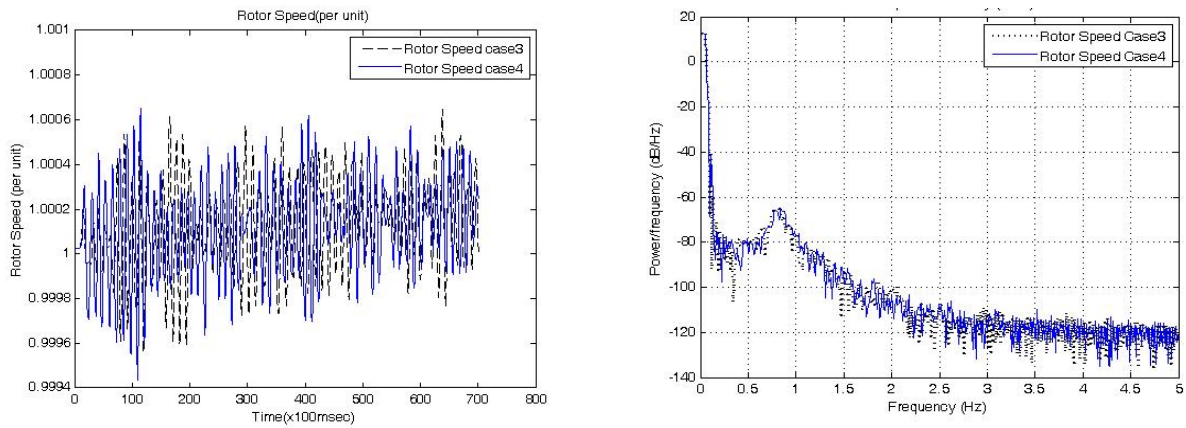 Rotor Speed(per unit)
1.001
1.0008
1.0006
1.0004
1.0002
1
0.9998
0.9996
0.9994
Rotor Speed (per unit)
Rotor Speed case3
Rotor Speed case4
0 100 200 300 400 500 600 700 800
Time(x100msec)
20
0
-20
-40
-60
-80
-100
-120
-140
Power/frequency (dB/Hz)
Rotor Speed Case3
Rotor Speed Case4
0 0.5 1 1.5 2 2.5 3 3.5 4 4.5 5
Frequency (Hz)